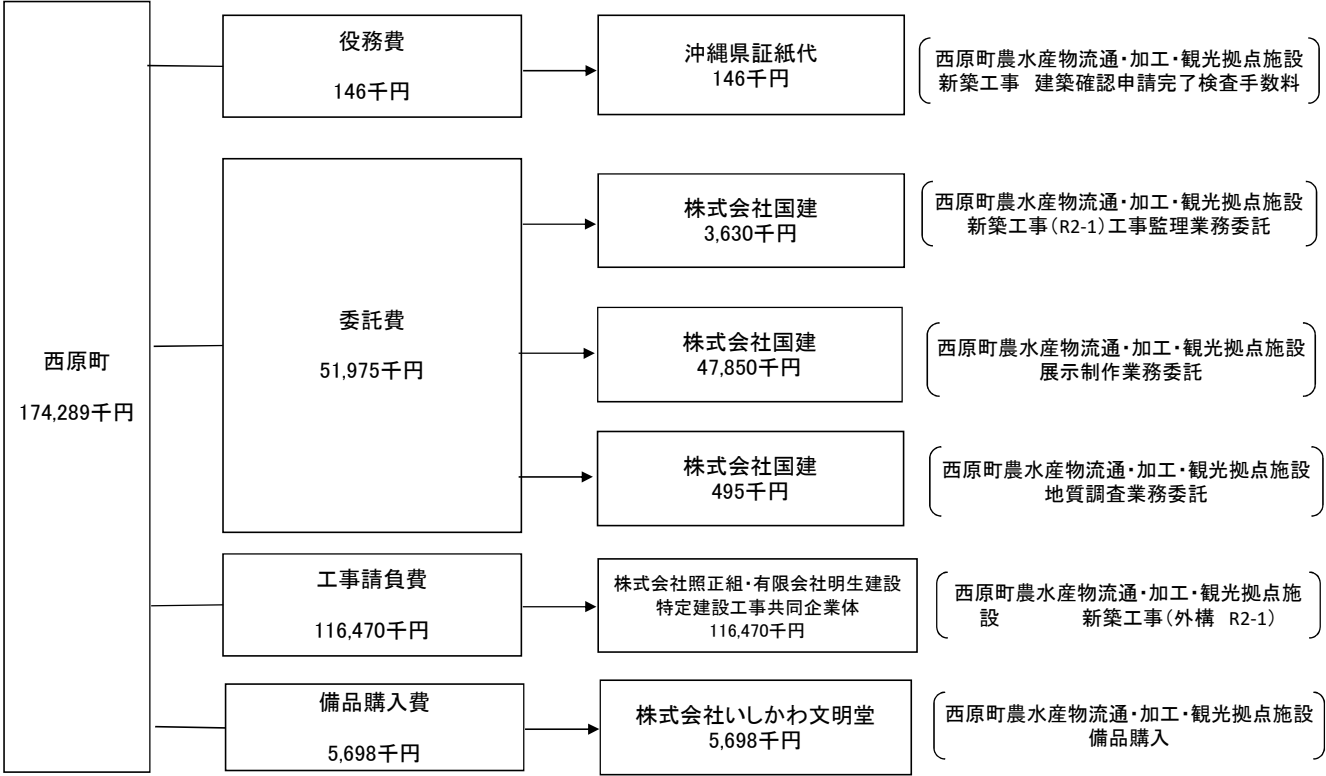 西原町
174,289千円
役務費
146千円
沖縄県証紙代
146千円
西原町農水産物流通・加工・観光拠点施設
新築工事　建築確認申請完了検査手数料
委託費
51,975千円
株式会社国建
3,630千円
西原町農水産物流通・加工・観光拠点施設
新築工事(R2-1)工事監理業務委託
株式会社国建
47,850千円
西原町農水産物流通・加工・観光拠点施設
展示制作業務委託
株式会社国建
495千円
西原町農水産物流通・加工・観光拠点施設
地質調査業務委託
工事請負費
116,470千円
株式会社照正組・有限会社明生建設
特定建設工事共同企業体
116,470千円
西原町農水産物流通・加工・観光拠点施
設　　　　新築工事(外構　R2-1)
備品購入費
5,698千円
株式会社いしかわ文明堂
5,698千円
西原町農水産物流通・加工・観光拠点施設
備品購入